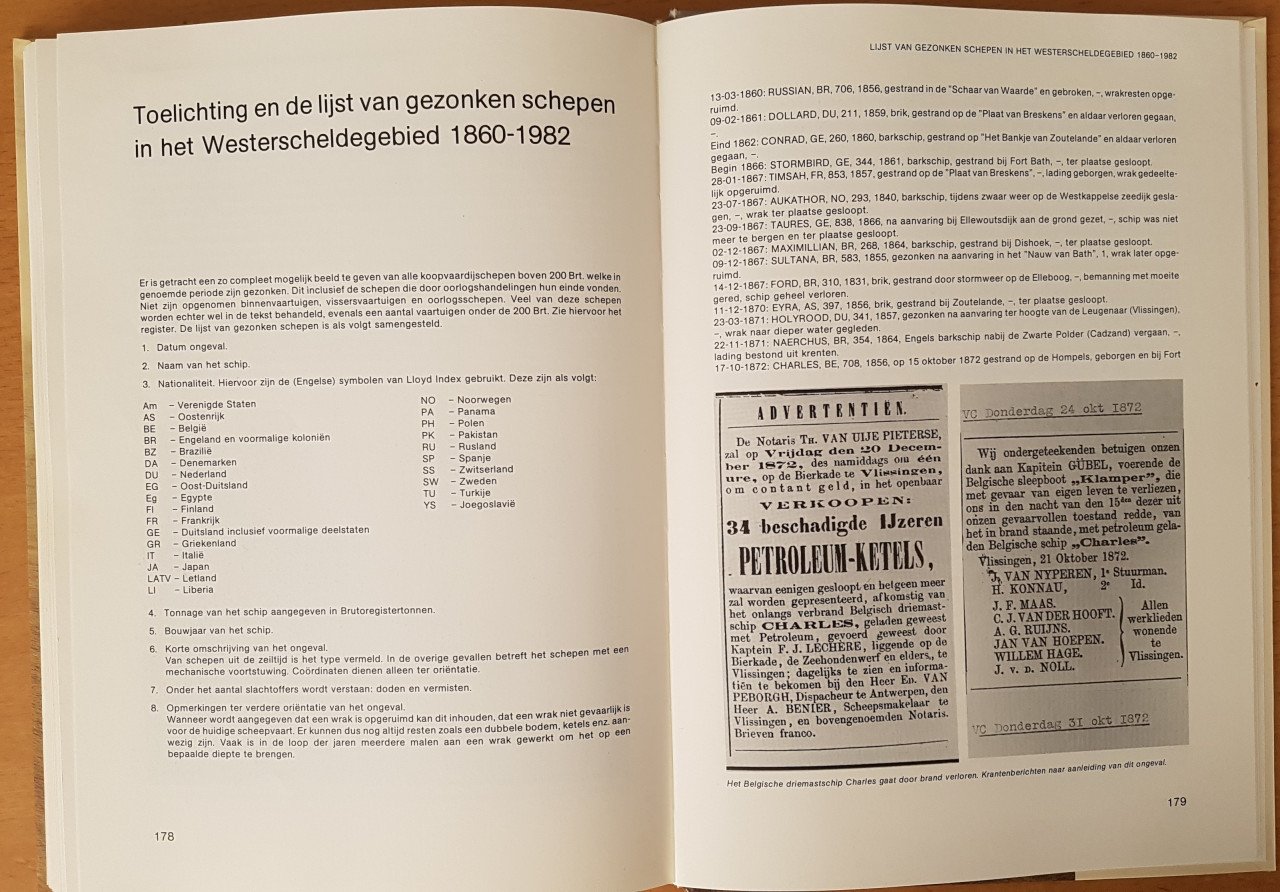 Toelichting en de lijst van gezonken schepen
in het Westerscheldegebied 1860-1982
Er is getracht een zo compleet mogelijk beeld te geven van alle koopvaardijschepen boven 200 Brt. welke in
genoemde periode zijn gezonken. Dit inclusief de schepen die door oorlogshandelingen hun einde vonden.
Niet zijn opgenomen binnenvaartuigen, vissersvaartuigen en oorlogsschepen. Veel van deze schepen
worden echter wel in de tekst behandeld, evenals een aantal vaartuigen onder de 200 Brt. Zie hiervoor het
register. De lijst van gezonken schepen is als volgt samengesteld.
1. Datum ongeval.
2. Naam van het schip.
3. Nationaliteit. Hiervoor zijn de (Engelse) symbolen van Lloyd Index gebruikt. Deze zijn als volgt:
Am – Verenigde Staten
AS – Oostenrijk
BE – België
BR – Engeland en voormalige koloniën
BZ – Brazilië
DA – Denemarken
DU – Nederland
EG – Oost-Duitsland
Eg – Egypte
FI – Finland
FR – Frankrijk
GE – Duitsland inclusief voormalige deelstaten
GR – Griekenland
IT – Italië
JA – Japan
LATV – Letland
LI – Liberia
NO – Noorwegen
PA – Panama
PH – Polen
PK – Pakistan
RU – Rusland
SP – Spanje
SS – Zwitserland
SW – Zweden
TU – Turkije
YS – Joegoslavië
4. Tonnage van het schip aangegeven in Brutoregistertonnen.
5. Bouwjaar van het schip.
6. Korte omschrijving van het ongeval.
Van schepen uit de zeiltijd is het type vermeld. In de overige gevallen betreft het schepen met een
mechanische voortstuwing. Coördinaten dienen alleen ter oriëntatie.
7. Onder het aantal slachtoffers wordt verstaan: doden en vermisten.
8. Opmerkingen ter verdere oriëntatie van het ongeval.
Wanneer wordt aangegeven dat een wrak is opgeruimd kan dit inhouden, dat een wrak niet gevaarlijk is
voor de huidige scheepvaart. Er kunnen dus nog altijd resten zoals een dubbele bodem, ketels enz. aan-
wezig zijn. Vaak is in de loop der jaren meerdere malen aan een wrak gewerkt om het op een
bepaalde diepte te brengen.
178
LIJST VAN GEZONKEN SCHEPEN IN HET WESTERSCHELDEGEBIED 1860-1982
13-03-1860: RUSSIAN, BR, 706, 1856, gestrand in de "Schaar van Waarde" en gebroken, –, wrakresten opge-
ruimd.
09-02-1861: DOLLARD, DU, 211, 1859, brik, gestrand op de "Plaat van Breskens" en aldaar verloren gegaan,
–.
Eind 1862: CONRAD, GE, 260, 1860, barkschip, gestrand op "Het Bankje van Zoutelande" en aldaar verloren
gegaan, –.
Begin 1866: STORMBIRD, GE, 344, 1861, barkschip, gestrand bij Fort Bath, –, ter plaatse gesloopt.
28-01-1867: TIMSAH, FR, 853, 1857, gestrand op de "Plaat van Breskens", –, lading geborgen, wrak gedeelte-
lijk opgeruimd.
23-07-1867: AUKATHOR, NO, 293, 1840, barkschip, tijdens zwaar weer op de Westkappelse zeedijk gesla-
gen, –, wrak ter plaatse gesloopt.
23-09-1867: TAURES, GE, 838, 1866, na aanvaring bij Ellewoutsdijk aan de grond gezet, –, schip was niet
meer te bergen en ter plaatse gesloopt.
02-12-1867: MAXIMILLIAN, BR, 268, 1864, barkschip, gestrand bij Dishoek, –, ter plaatse gesloopt.
09-12-1867: SULTANA, BR, 583, 1855, gezonken na aanvaring in het "Nauw van Bath", 1, wrak later opge-
ruimd.
14-12-1867: FORD, BR, 310, 1831, brik, gestrand door stormweer op de Elleboog, –, bemanning met moeite
gered, schip geheel verloren.
11-12-1870: EYRA, AS, 397, 1856, brik, gestrand bij Zoutelande, –, ter plaatse gesloopt.
23-03-1871: HOLYROOD, DU, 341, 1857, gezonken na aanvaring ter hoogte van de Leugenaar (Vlissingen),
–, wrak naar dieper water gegleden.
22-11-1871: NAERCHUS, BR, 354, 1864, Engels barkschip nabij de Zwarte Polder (Cadzand) vergaan, –,
lading bestond uit krenten.
17-10-1872: CHARLES, BE, 708, 1856, op 15 oktober 1872 gestrand op de Hompels, geborgen en bij Fort
ADVERTENTIËN.
De Notaris TH. VAN UIJE PIETERSE,
zal op Vrijdag den 20 Decem-
ber 1872, des namiddags om één
ure, op de Bierkade te Vlissingen,
om contant geld, in het openbaar
VERKOOPEN:
34 beschadigde IJzeren
PETROLEUM-KETELS,
waarvan eenigen gesloopt en hetgeen meer
zal worden gepresenteerd, afkomstig van
het onlangs verbrand Belgisch driemast-
schip CHARLES, geladen geweest
met Petroleum, gevoerd geweest door
Kaptein F. J. LECHÈRE, liggende op de
Bierkade, de Zeehondenwerf en elders, te
Vlissingen; dagelijks te zien en informa-
tiën te bekomen bij den Heer ED. VAN
PEBORGH, Dispacheur te Antwerpen, den
Heer A. BENIER, Scheepsmakelaar te
Vlissingen, en bovengenoemden Notaris.
Brieven franco.
VC Donderdag 24 okt 1872
Wij ondergeteekenden betuigen onzen
dank aan Kapitein GÜBEL, voerende de
Belgische sleepboot „Klamper”, die
met gevaar van eigen leven te verliezen,
ons in den nacht van den 15den dezer uit
onzen gevaarvollen toestand redde, van
het in brand staande, met petroleum gela-
den Belgische schip „Charles”.
Vlissingen, 21 Oktober 1872.
J. VAN NYPEREN, 1e Stuurman.
H. KONNAU, 2e Id.
J. F. MAAS.
C. J. VAN DER HOOFT.
A. G. RUIJNS.
JAN VAN HOEPEN.
WILLEM HAGE.
J. v. D. NOLL.
Allen
werklieden
wonende
te
Vlissingen.
VC Donderdag 31 okt 1872
Het Belgische driemastschip Charles gaat door brand verloren. Krantenberichten naar aanleiding van dit ongeval.
179